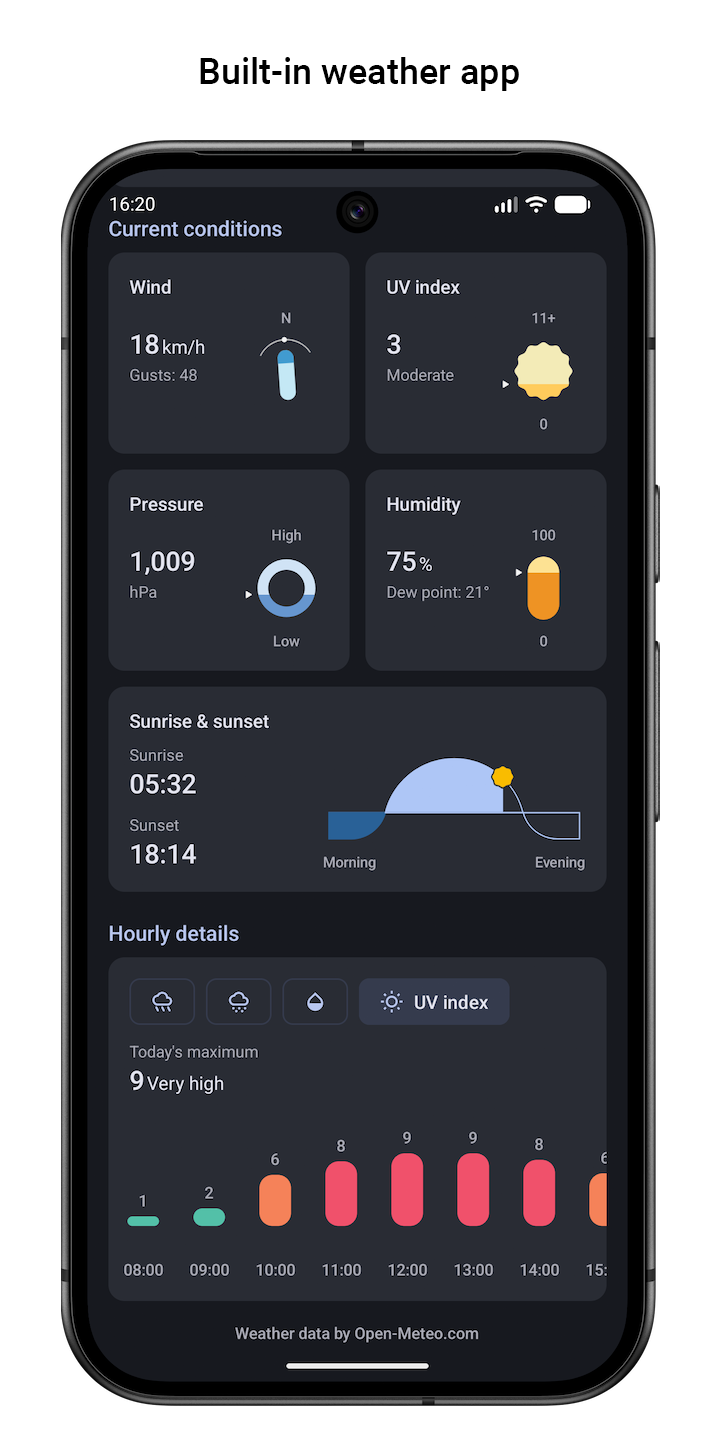 Built-in weather app
16:20
Current conditions
Wind
N
18 km/h
Gusts: 48
UV index
11+
3
Moderate
0
Pressure
High
1,009
hPa
Low
Humidity
100
75%
Dew point: 21°
0
Sunrise & sunset
Sunrise
05:32
Sunset
18:14
Morning
Evening
Hourly details
UV index
Today's maximum
9 Very high
1 2 6 8 9 9 8 6
08:00 09:00 10:00 11:00 12:00 13:00 14:00 15:
Weather data by Open-Meteo.com